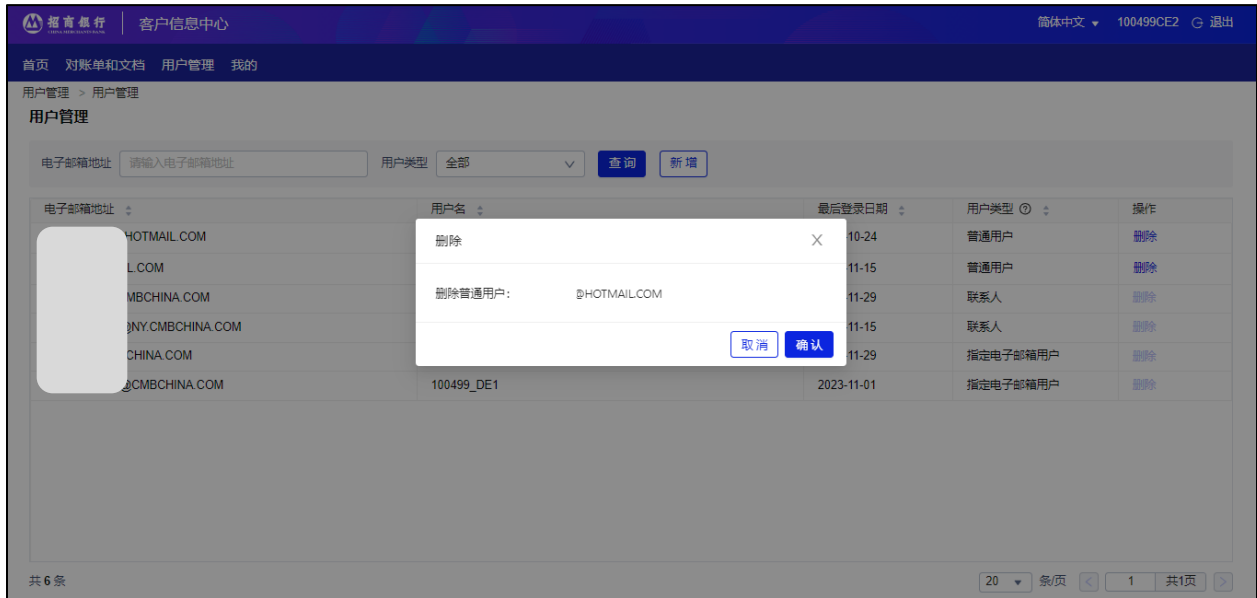 招商银行 客户信息中心 简体中文 100499CE2 退出
CHINA MERCHANTS BANK
首页 对账单和文档 用户管理 我的
用户管理 > 用户管理
用户管理
电子邮箱地址 请输入电子邮箱地址 用户类型 全部 查询 新增
电子邮箱地址 用户名 最后登录日期 用户类型 操作
HOTMAIL.COM 10-24 普通用户 删除
L.COM 11-15 普通用户 删除
MBCHINA.COM 11-29 联系人 删除
@NY.CMBCHINA.COM 11-15 联系人 删除
CHINA.COM 11-29 指定电子邮箱用户 删除
@CMBCHINA.COM 100499_DE1 2023-11-01 指定电子邮箱用户 删除
删除
删除普通用户: @HOTMAIL.COM
取消 确认
共 6 条 20 条/页 < 1 共1页 >